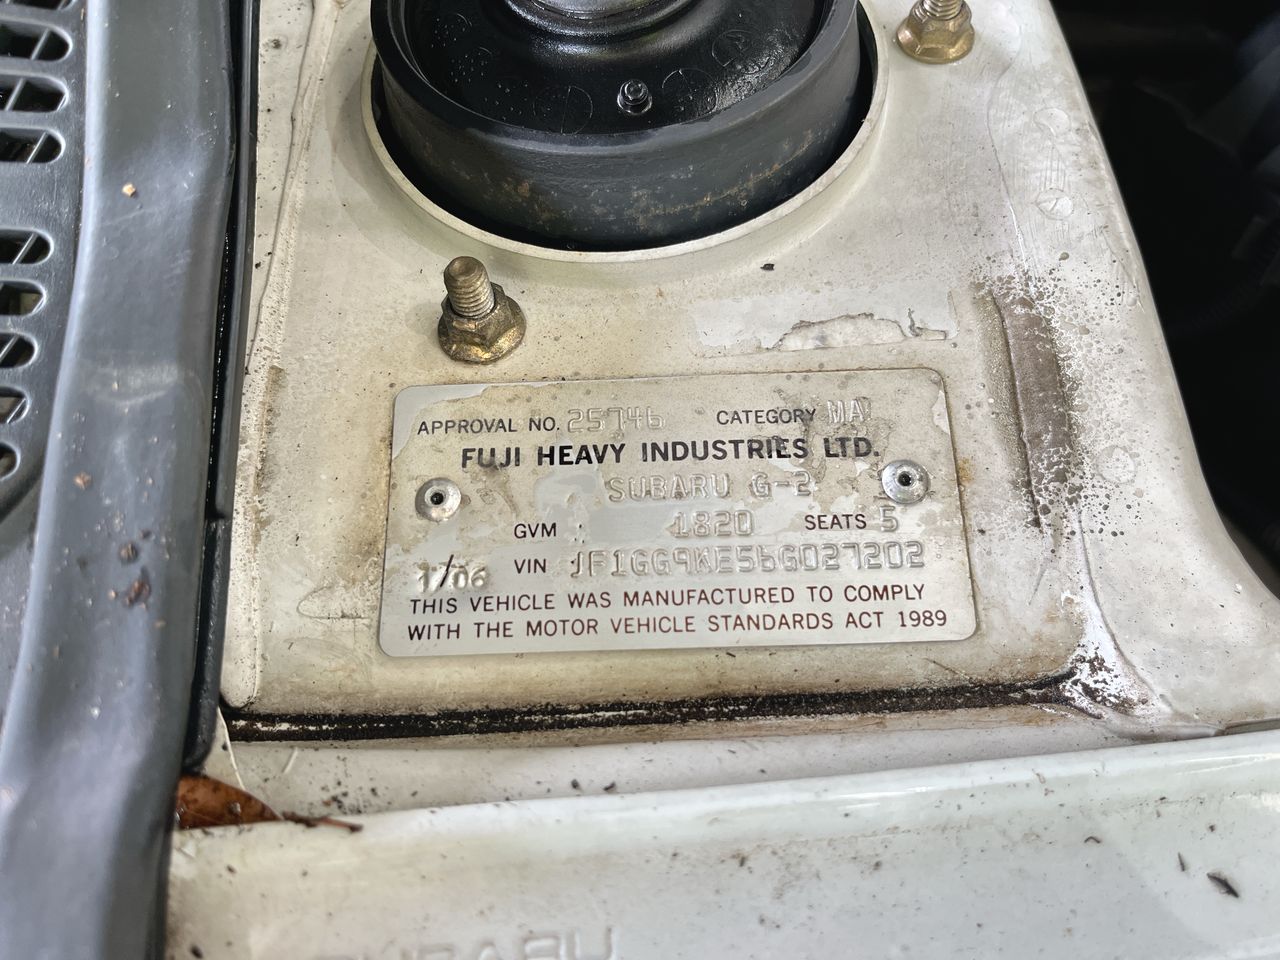 APPROVAL NO. 25746 CATEGORY MA
FUJI HEAVY INDUSTRIES LTD.
SUBARU G-2
GVM : 1820 SEATS 5
1/06 VIN JF1GG9KE56G027202
THIS VEHICLE WAS MANUFACTURED TO COMPLY
WITH THE MOTOR VEHICLE STANDARDS ACT 1989
SUBARU